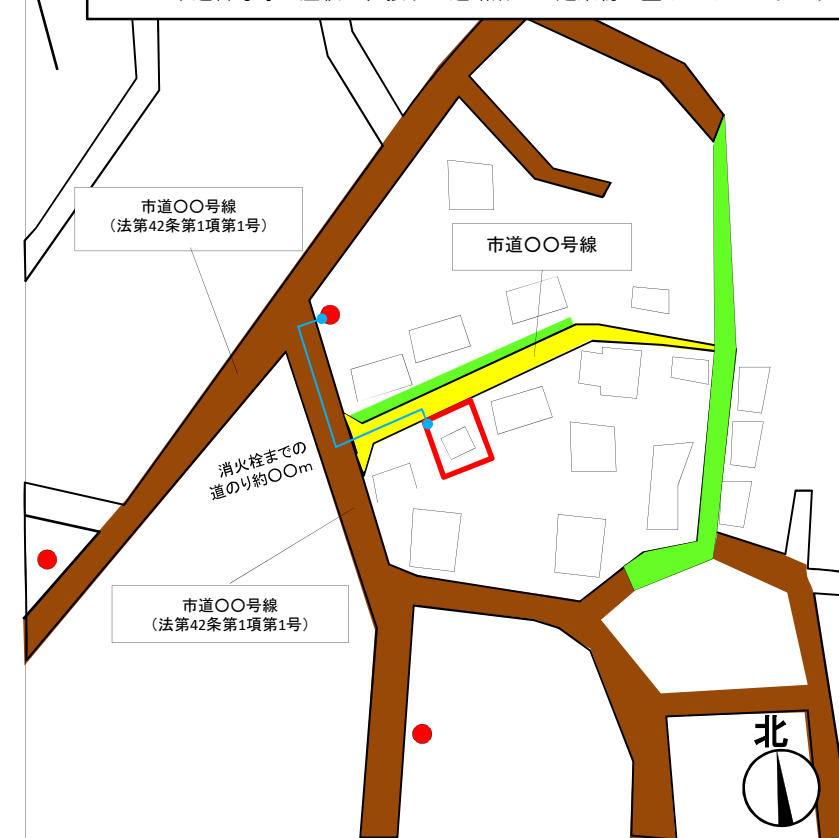 市道〇〇号線
（法第42条第1項第1号）
市道〇〇号線
消火栓までの
道のり約〇〇ｍ
市道〇〇号線
（法第42条第1項第1号）
北